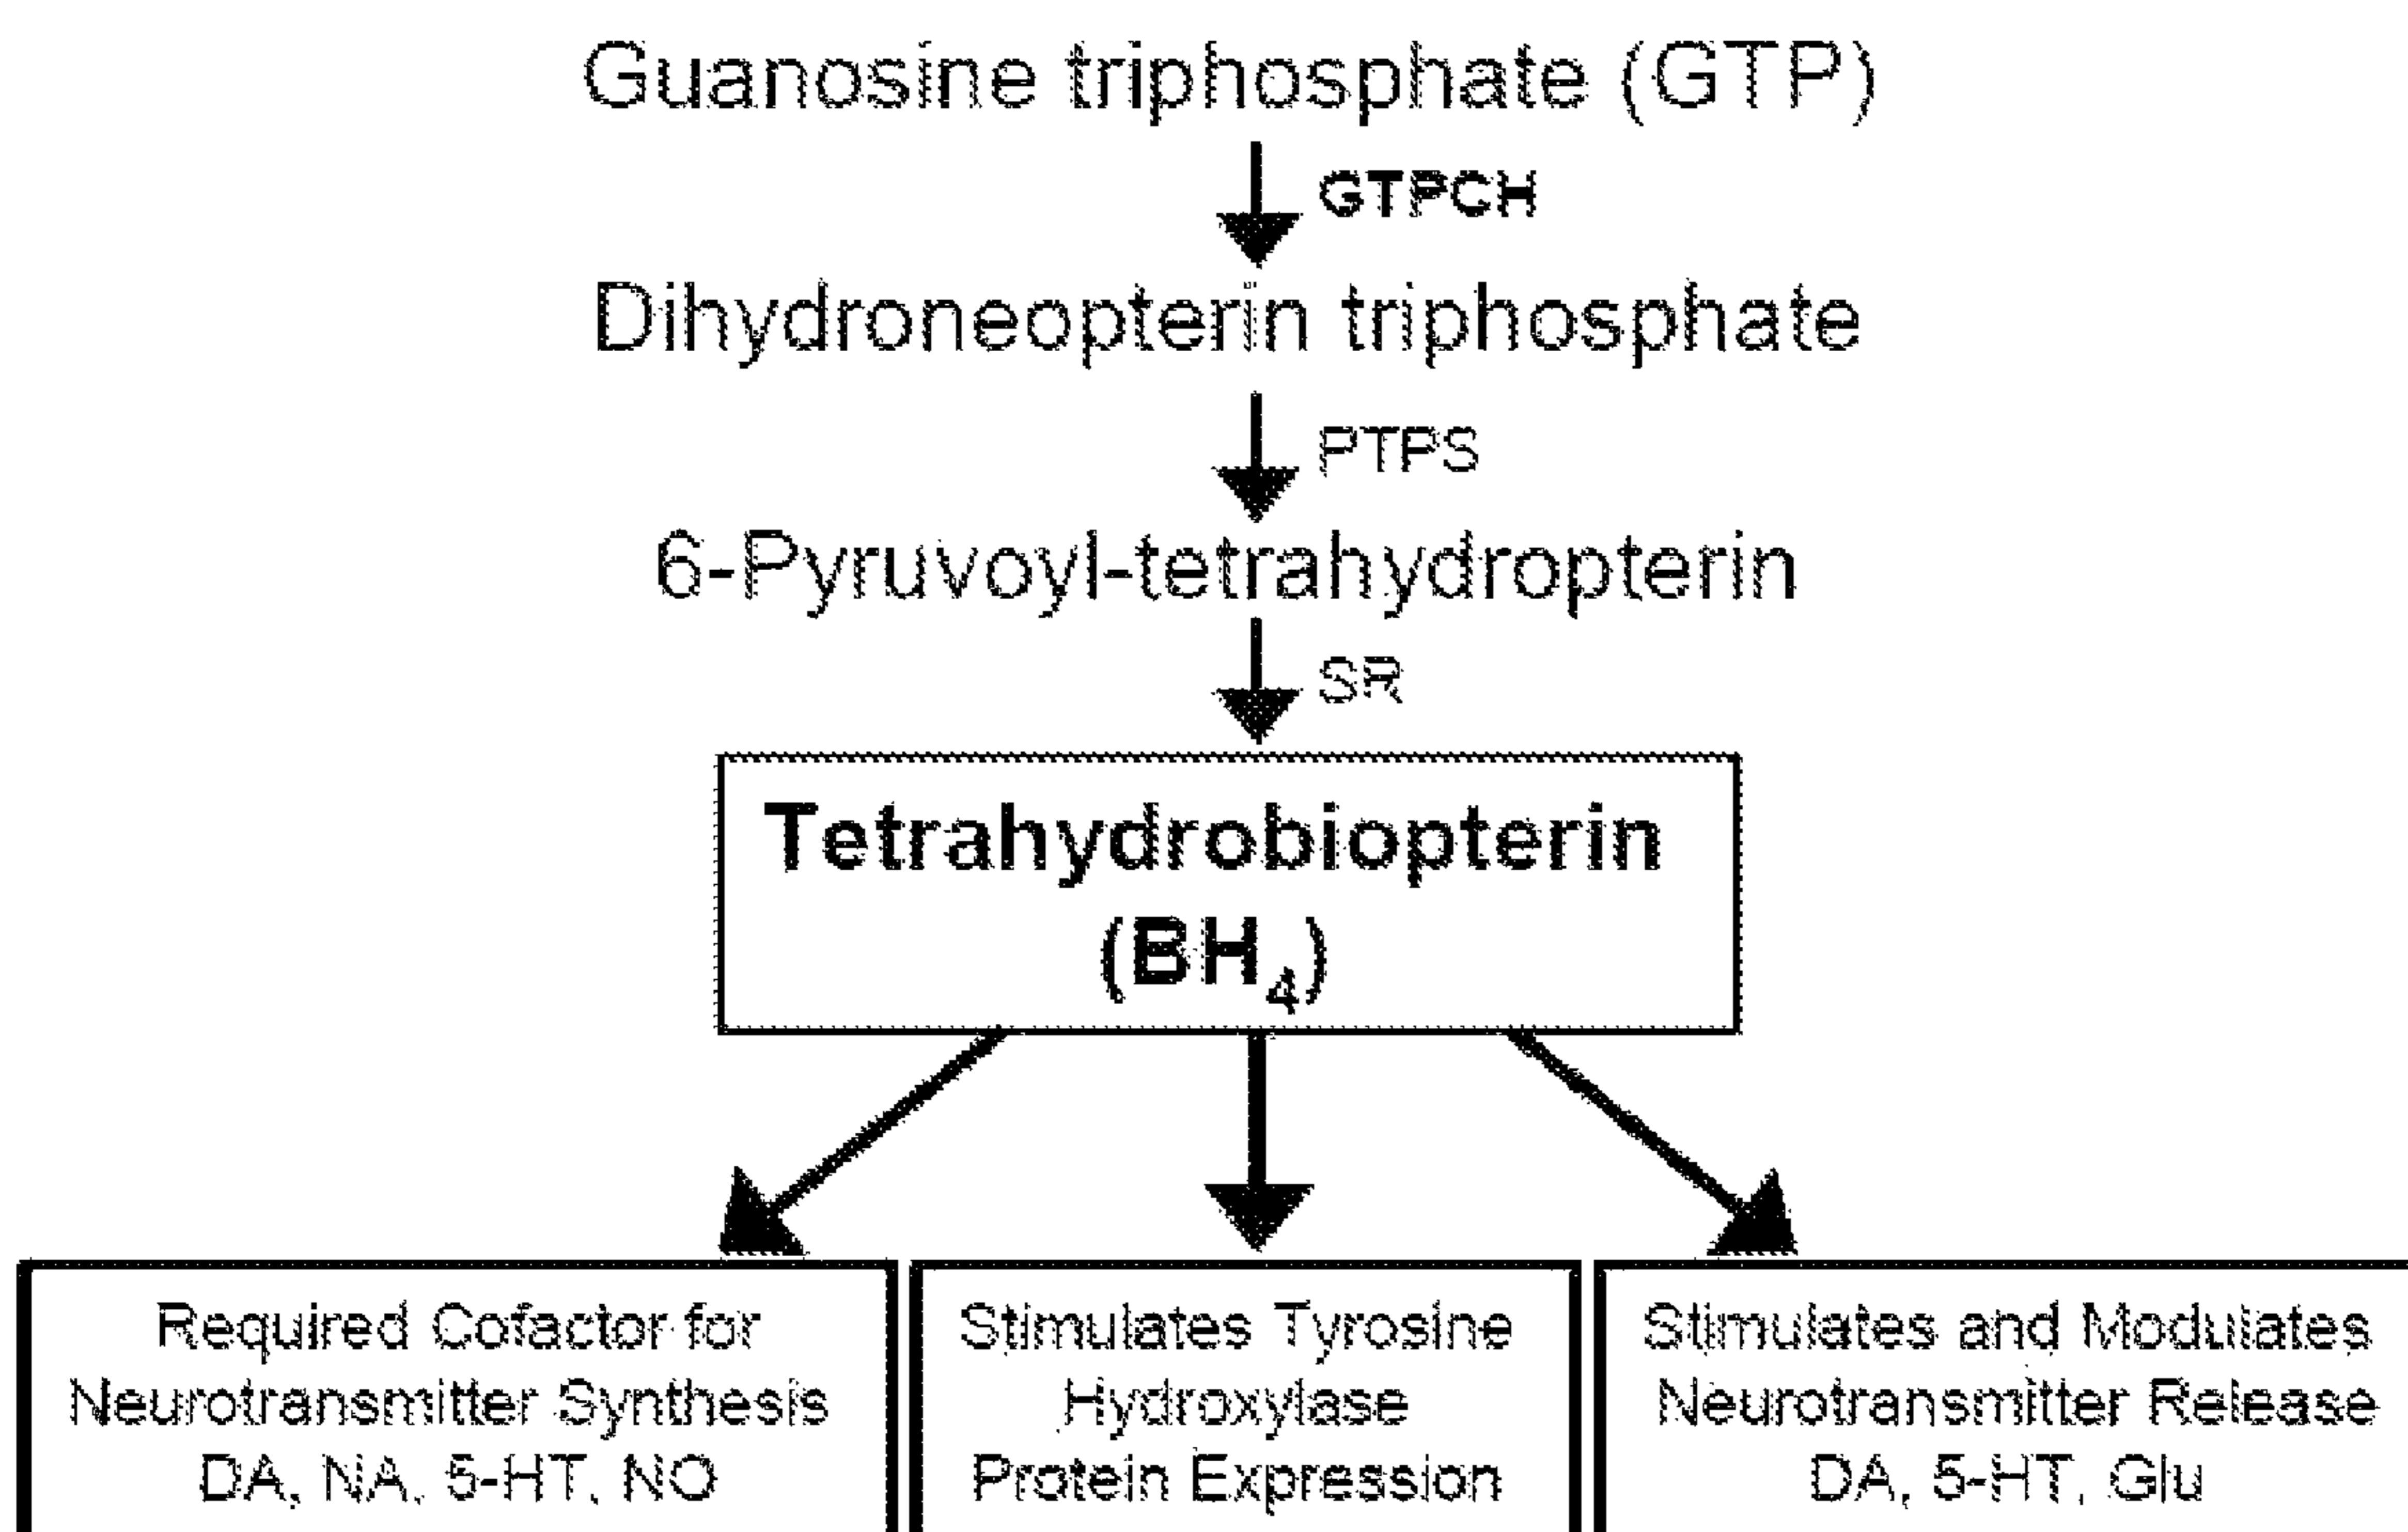 Guanosine triphosphate (GTP)
GTPCH
Dihydroneopterin triphosphate
PTPS
6-Pyruvoyl-tetrahydropterin
SR
Tetrahydrobiopterin
(BH₄)
Required Cofactor for
Neurotransmitter Synthesis
DA, NA, 5-HT, NO
Stimulates Tyrosine
Hydroxylase
Protein Expression
Stimulates and Modulates
Neurotransmitter Release
DA, 5-HT, Glu